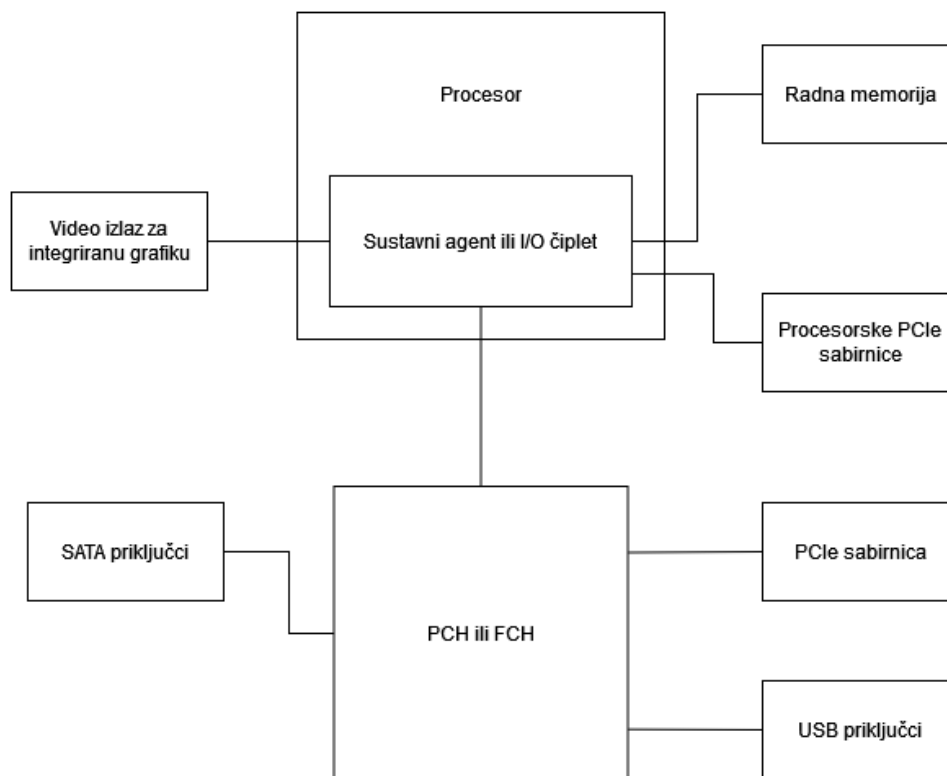 Procesor
Radna memorija
Video izlaz za
integriranu grafiku
Sustavni agent ili I/O čiplet
Procesorske PCIe
sabirnice
SATA priključci
PCIe sabirnica
PCH ili FCH
USB priključci